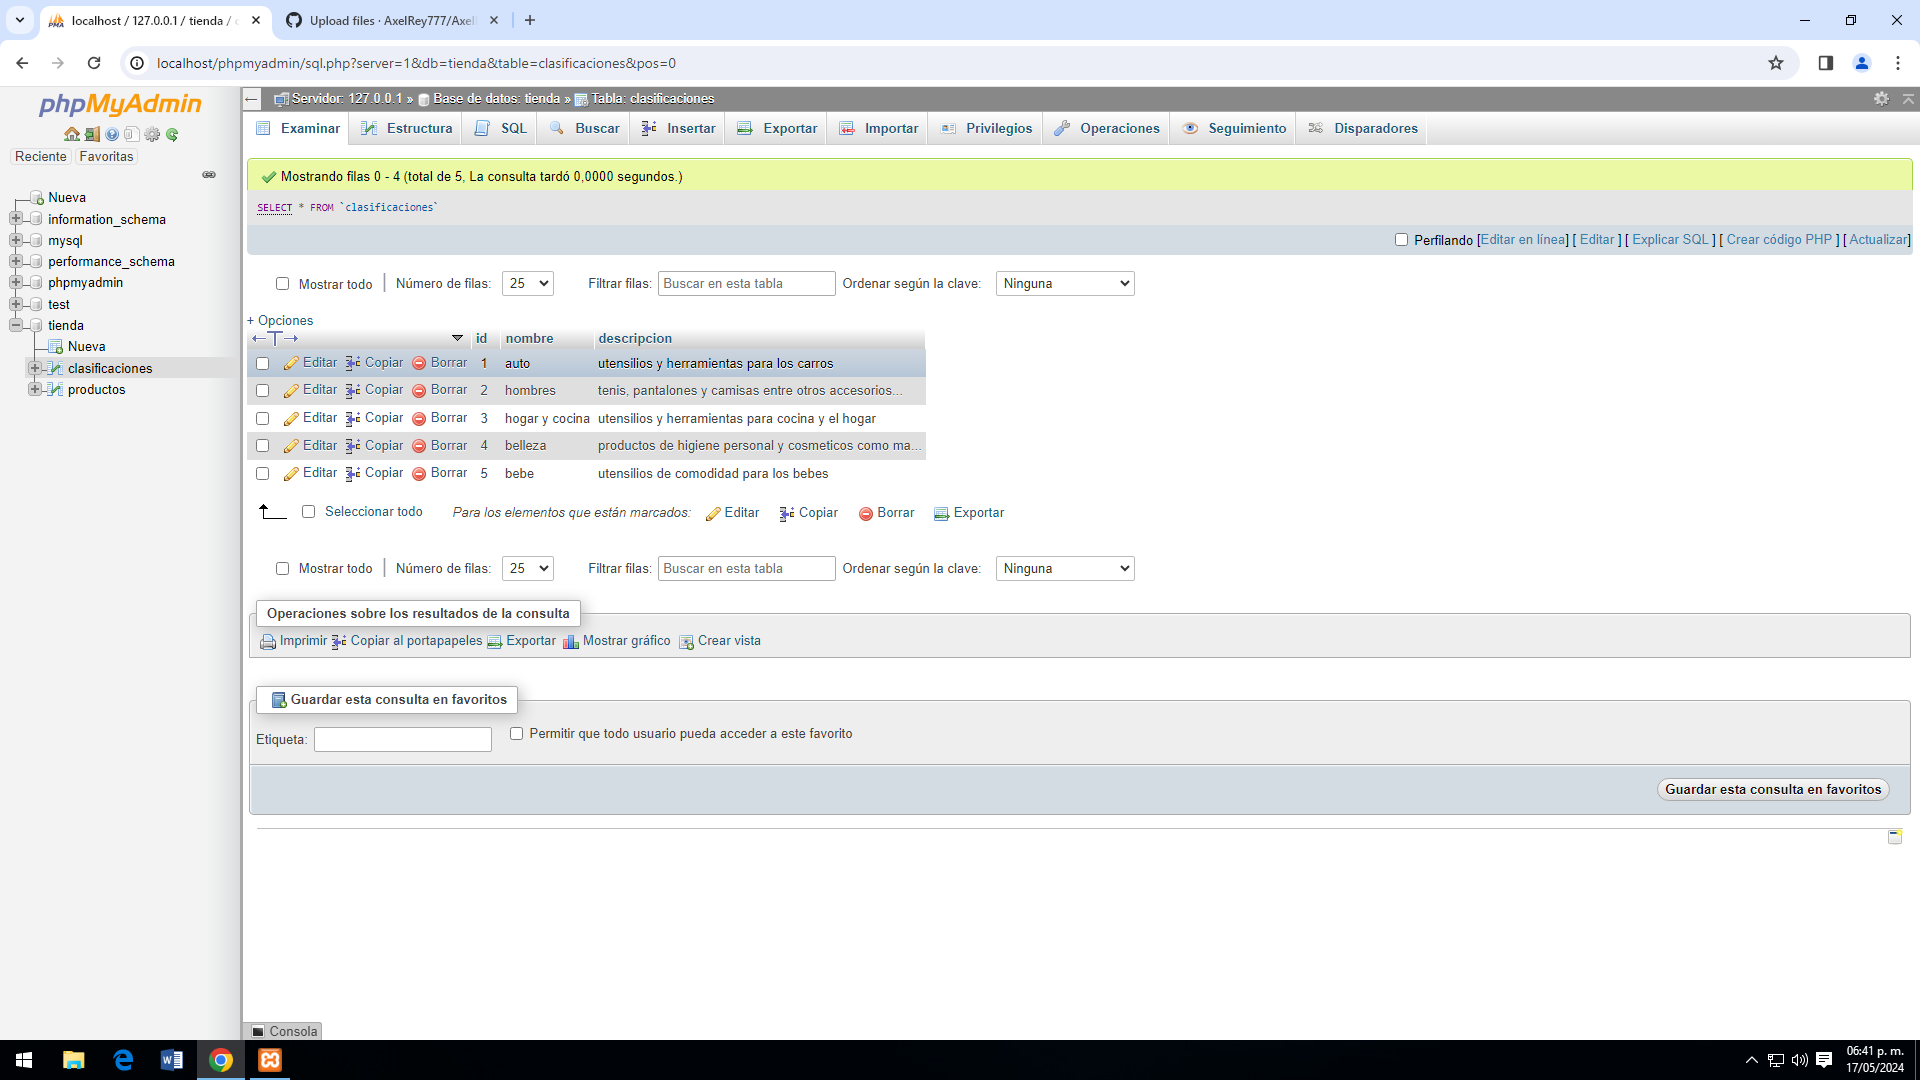 localhost / 127.0.0.1 / tienda /
Upload files · AxelRey777/Axel
localhost/phpmyadmin/sql.php?server=1&db=tienda&table=clasificaciones&pos=0
phpMyAdmin
Reciente Favoritas
Nueva
information_schema
mysql
performance_schema
phpmyadmin
test
tienda
Nueva
clasificaciones
productos
Servidor: 127.0.0.1 » Base de datos: tienda » Tabla: clasificaciones
Examinar Estructura SQL Buscar Insertar Exportar Importar Privilegios Operaciones Seguimiento Disparadores
Mostrando filas 0 - 4 (total de 5, La consulta tardó 0,0000 segundos.)
SELECT * FROM `clasificaciones`
Perfilando [Editar en línea] [ Editar ] [ Explicar SQL ] [ Crear código PHP ] [ Actualizar]
Mostrar todo Número de filas: 25 Filtrar filas: Buscar en esta tabla Ordenar según la clave: Ninguna
+ Opciones
id nombre descripcion
Editar Copiar Borrar 1 auto utensilios y herramientas para los carros
Editar Copiar Borrar 2 hombres tenis, pantalones y camisas entre otros accesorios...
Editar Copiar Borrar 3 hogar y cocina utensilios y herramientas para cocina y el hogar
Editar Copiar Borrar 4 belleza productos de higiene personal y cosmeticos como ma...
Editar Copiar Borrar 5 bebe utensilios de comodidad para los bebes
Seleccionar todo Para los elementos que están marcados: Editar Copiar Borrar Exportar
Mostrar todo Número de filas: 25 Filtrar filas: Buscar en esta tabla Ordenar según la clave: Ninguna
Operaciones sobre los resultados de la consulta
Imprimir Copiar al portapapeles Exportar Mostrar gráfico Crear vista
Guardar esta consulta en favoritos
Etiqueta: Permitir que todo usuario pueda acceder a este favorito
Guardar esta consulta en favoritos
Consola
06:41 p. m.
17/05/2024